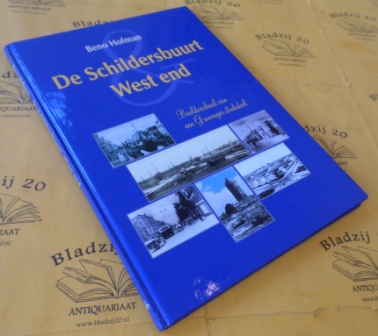 Beno Hofman
De Schildersbuurt
&
West end
Beeldverhaal van
een Groninger stadsdeel
Bladzij 20
ANTIQUARIAAT
www.bladzij20.nl